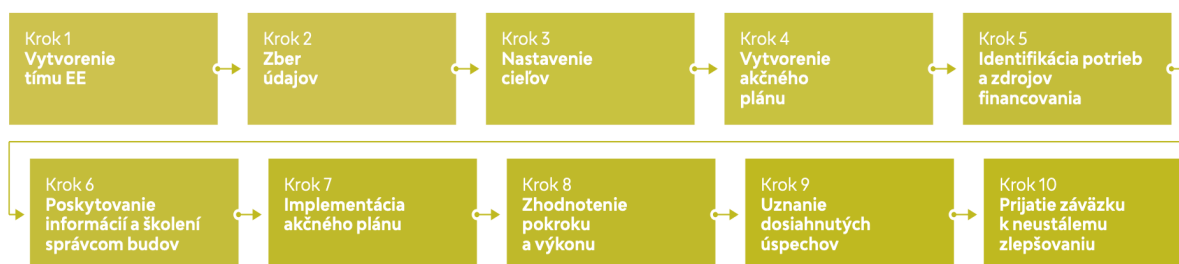 Krok 1
Vytvorenie
tímu EE
Krok 2
Zber
údajov
Krok 3
Nastavenie
cieľov
Krok 4
Vytvorenie
akčného
plánu
Krok 5
Identifikácia potrieb
a zdrojov
financovania
Krok 6
Poskytovanie
informácií a školení
správcom budov
Krok 7
Implementácia
akčného plánu
Krok 8
Zhodnotenie
pokroku
a výkonu
Krok 9
Uznanie
dosiahnutých
úspechov
Krok 10
Prijatie záväzku
k neustálemu
zlepšovaniu